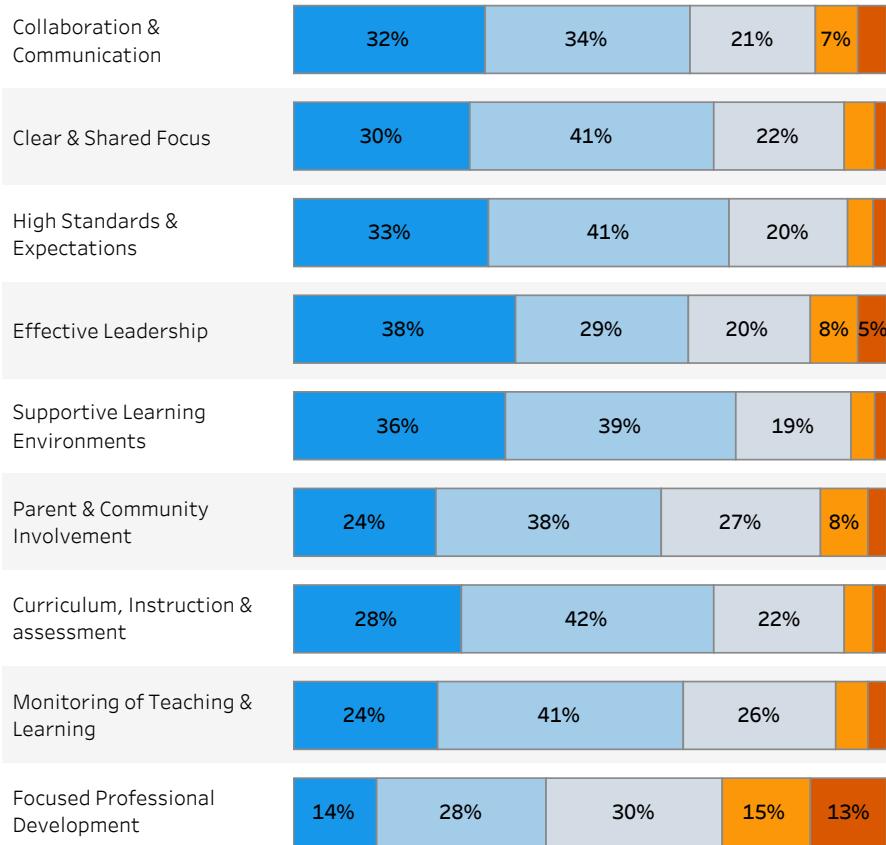 Collaboration &
Communication
32% 34% 21% 7%
Clear & Shared Focus
30% 41% 22%
High Standards &
Expectations
33% 41% 20%
Effective Leadership
38% 29% 20% 8% 5%
Supportive Learning
Environments
36% 39% 19%
Parent & Community
Involvement
24% 38% 27% 8%
Curriculum, Instruction &
assessment
28% 42% 22%
Monitoring of Teaching &
Learning
24% 41% 26%
Focused Professional
Development
14% 28% 30% 15% 13%